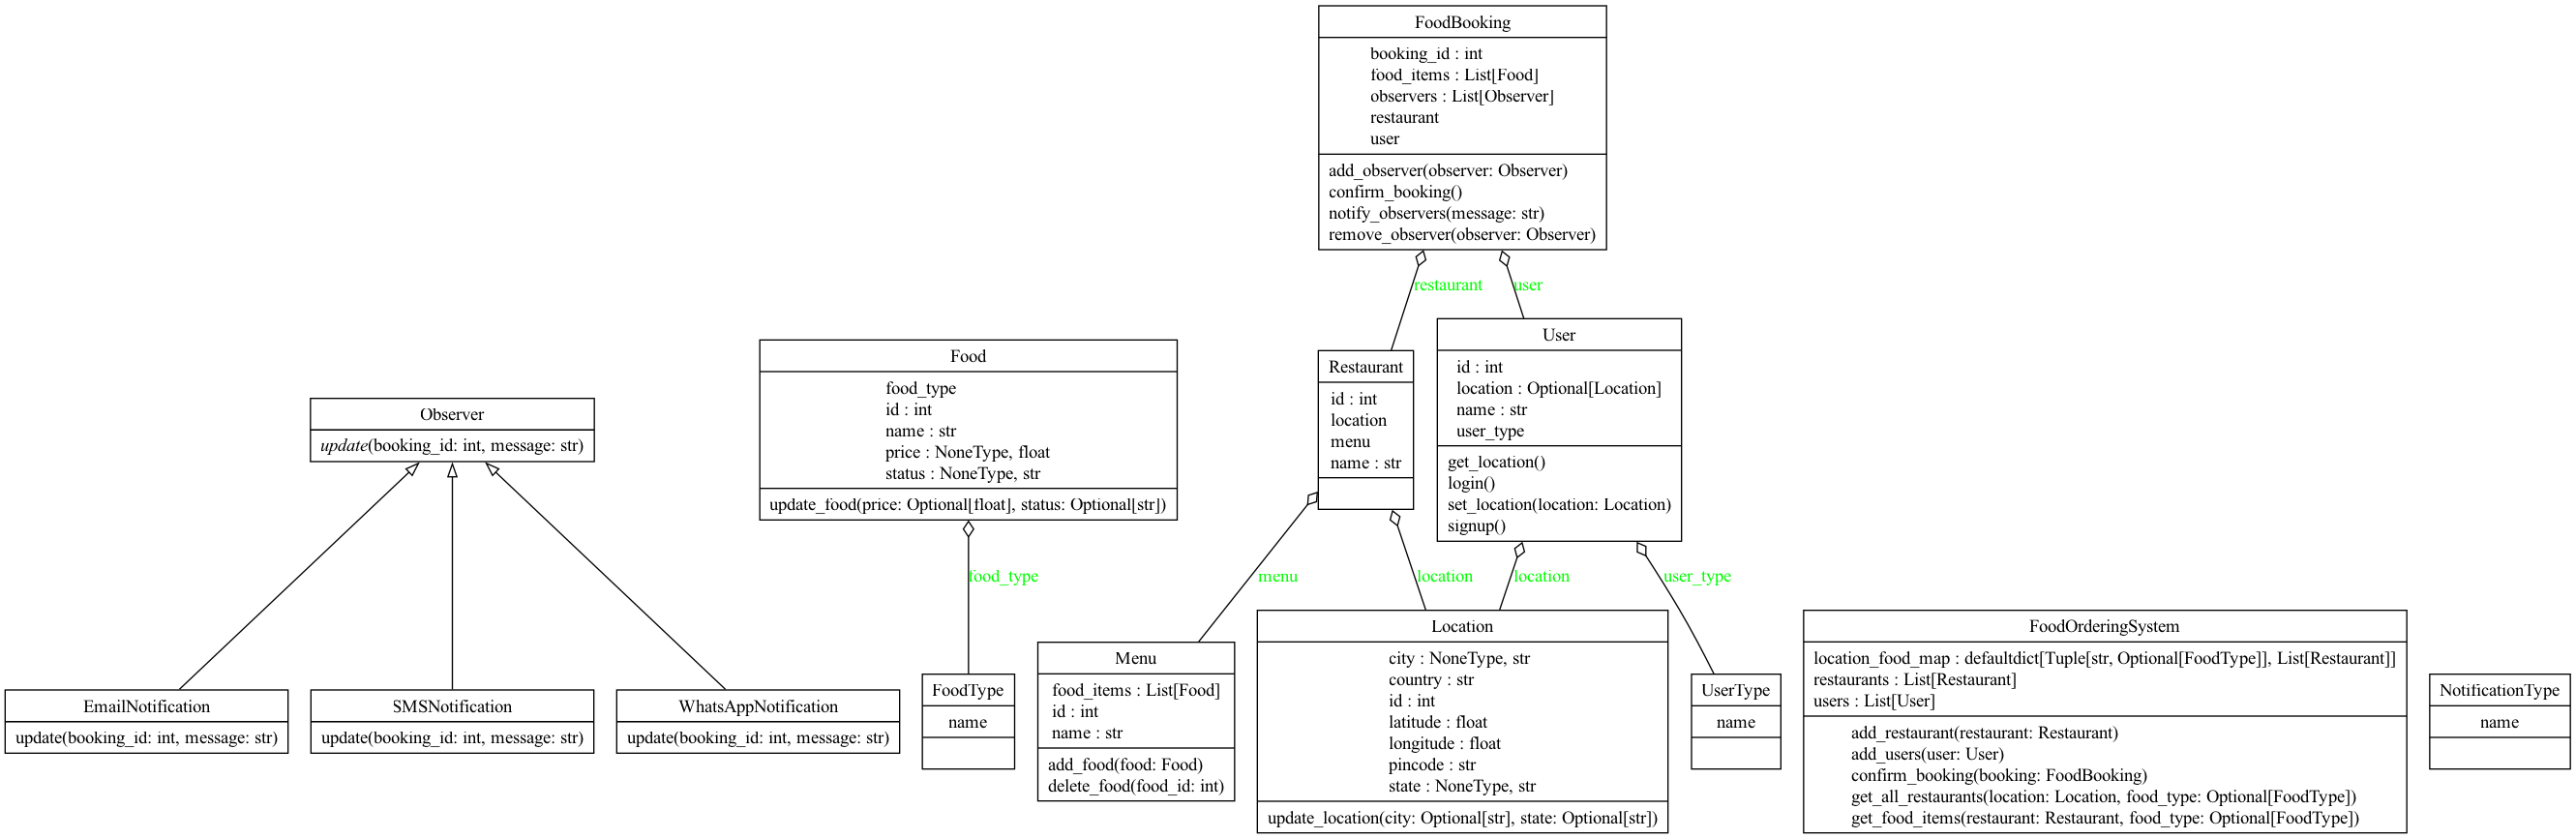 FoodBooking
booking_id : int
food_items : List[Food]
observers : List[Observer]
restaurant
user
add_observer(observer: Observer)
confirm_booking()
notify_observers(message: str)
remove_observer(observer: Observer)
restaurant
user
Observer
update(booking_id: int, message: str)
Food
food_type
id : int
name : str
price : NoneType, float
status : NoneType, str
update_food(price: Optional[float], status: Optional[str])
Restaurant
id : int
location
menu
name : str
User
id : int
location : Optional[Location]
name : str
user_type
get_location()
login()
set_location(location: Location)
signup()
food_type
menu
location
location
user_type
EmailNotification
update(booking_id: int, message: str)
SMSNotification
update(booking_id: int, message: str)
WhatsAppNotification
update(booking_id: int, message: str)
FoodType
name
Menu
food_items : List[Food]
id : int
name : str
add_food(food: Food)
delete_food(food_id: int)
Location
city : NoneType, str
country : str
id : int
latitude : float
longitude : float
pincode : str
state : NoneType, str
update_location(city: Optional[str], state: Optional[str])
UserType
name
FoodOrderingSystem
location_food_map : defaultdict[Tuple[str, Optional[FoodType]], List[Restaurant]]
restaurants : List[Restaurant]
users : List[User]
add_restaurant(restaurant: Restaurant)
add_users(user: User)
confirm_booking(booking: FoodBooking)
get_all_restaurants(location: Location, food_type: Optional[FoodType])
get_food_items(restaurant: Restaurant, food_type: Optional[FoodType])
NotificationType
name